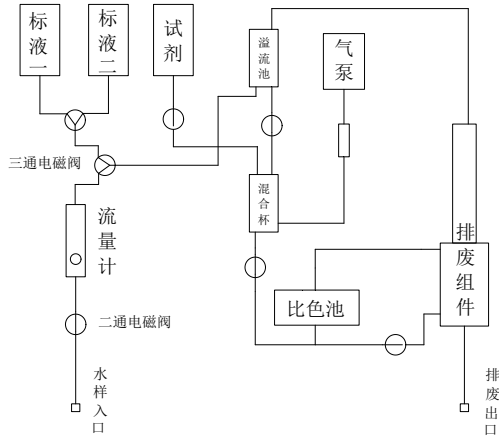 标液一
标液二
试剂
溢流池
气泵
三通电磁阀
混合杯
流量计
排废组件
比色池
二通电磁阀
水样入口
排废出口